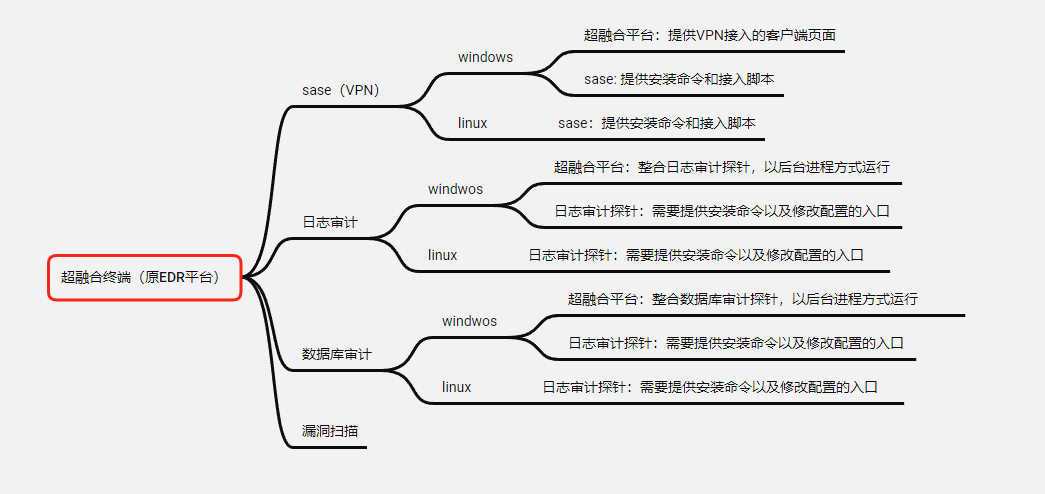 超融合平台：提供VPN接入的客户端页面
windows
sase: 提供安装命令和接入脚本
sase（VPN）
linux
sase：提供安装命令和接入脚本
超融合平台：整合日志审计探针，以后台进程方式运行
windwos
日志审计探针：需要提供安装命令以及修改配置的入口
日志审计
linux
日志审计探针：需要提供安装命令以及修改配置的入口
超融合终端（原EDR平台）
超融合平台：整合数据库审计探针，以后台进程方式运行
windwos
日志审计探针：需要提供安装命令以及修改配置的入口
数据库审计
linux
日志审计探针：需要提供安装命令以及修改配置的入口
漏洞扫描